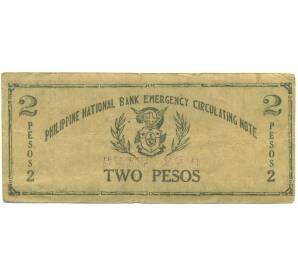 2 PHILIPPINE NATIONAL BANK EMERGENCY CIRCULATING NOTE 2
PESOS PESOS
2 TWO PESOS 2